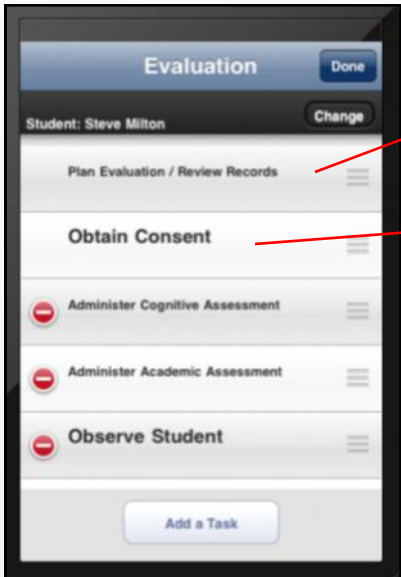 Evaluation
Done
Student: Steve Milton
Change
Plan Evaluation / Review Records
Obtain Consent
Administer Cognitive Assessment
Administer Academic Assessment
Observe Student
Add a Task